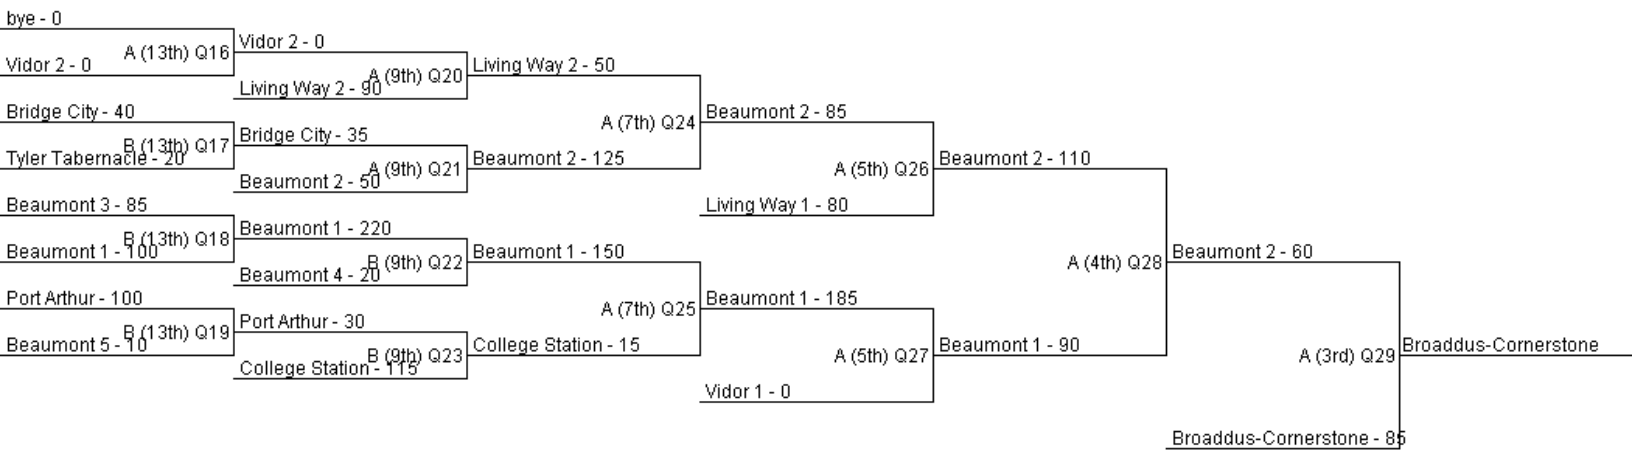 bye - 0
A (13th) Q16
Vidor 2 - 0
Vidor 2 - 0
A (9th) Q20
Living Way 2 - 90
Living Way 2 - 50
Bridge City - 40
B (13th) Q17
Tyler Tabernacle - 20
Bridge City - 35
A (9th) Q21
Beaumont 2 - 50
A (7th) Q24
Beaumont 2 - 125
Beaumont 2 - 85
A (5th) Q26
Living Way 1 - 80
Beaumont 2 - 110
Beaumont 3 - 85
B (13th) Q18
Beaumont 1 - 100
Beaumont 1 - 220
B (9th) Q22
Beaumont 4 - 20
Beaumont 1 - 150
Port Arthur - 100
B (13th) Q19
Beaumont 5 - 10
Port Arthur - 30
B (9th) Q23
College Station - 115
A (7th) Q25
College Station - 15
Beaumont 1 - 185
A (5th) Q27
Vidor 1 - 0
Beaumont 1 - 90
A (4th) Q28
Beaumont 2 - 60
A (3rd) Q29
Broaddus-Cornerstone - 85
Broaddus-Cornerstone